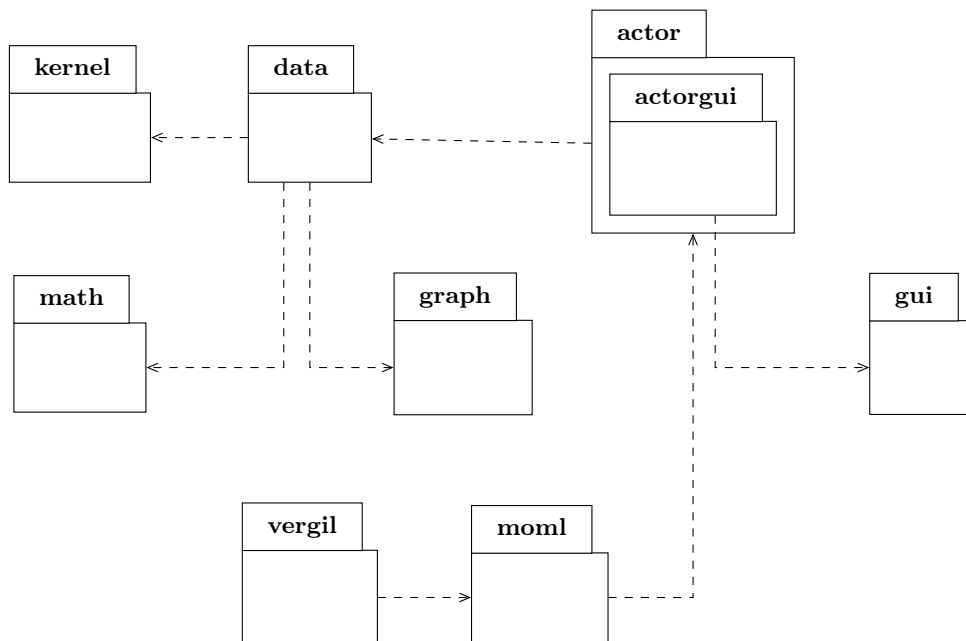 actor
kernel
data
actorgui
math
graph
gui
vergil
moml